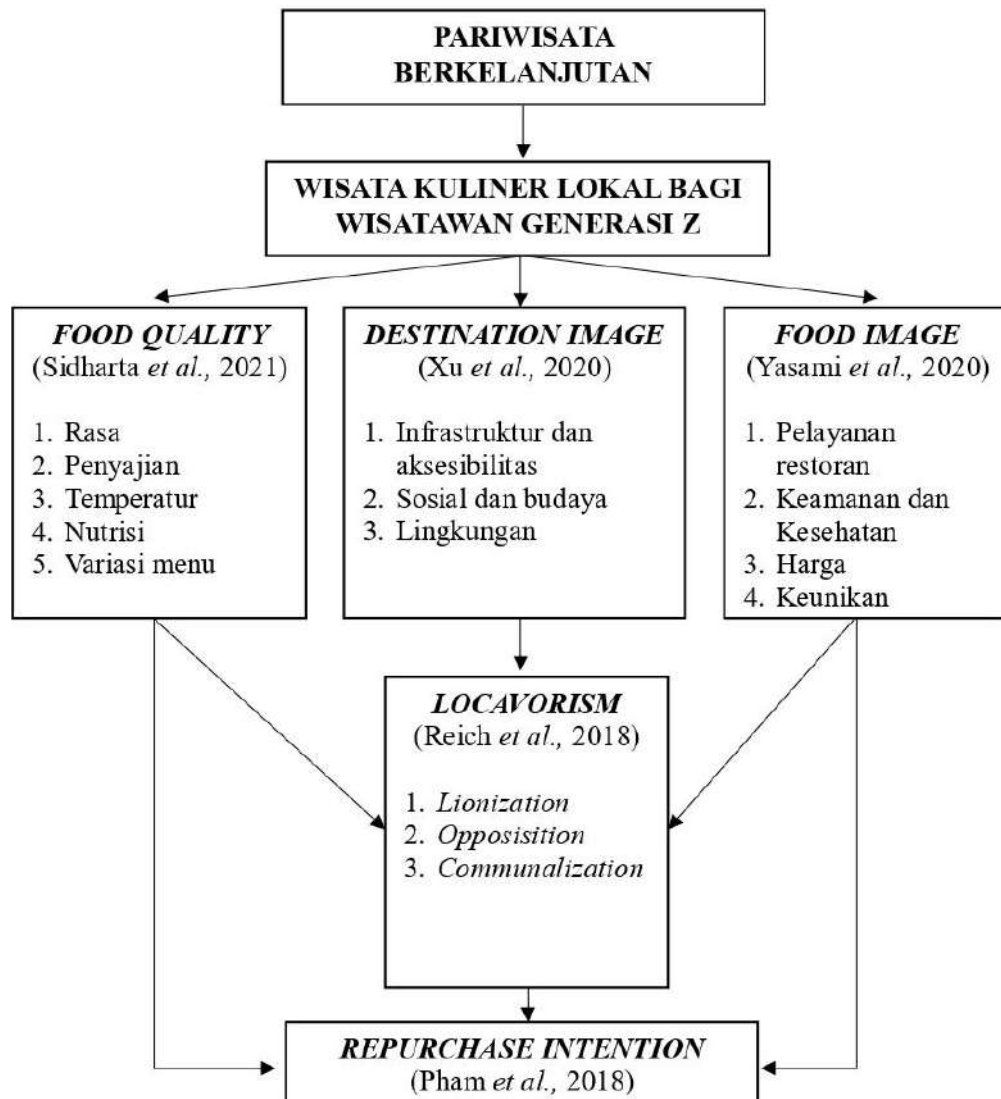 PARIWISATA
BERKELANJUTAN
WISATA KULINER LOKAL BAGI
WISATAWAN GENERASI Z
FOOD QUALITY
(Sidharta et al., 2021)
1. Rasa
2. Penyajian
3. Temperatur
4. Nutrisi
5. Variasi menu
DESTINATION IMAGE
(Xu et al., 2020)
1. Infrastruktur dan
aksesibilitas
2. Sosial dan budaya
3. Lingkungan
FOOD IMAGE
(Yasami et al., 2020)
1. Pelayanan
restoran
2. Keamanan dan
Kesehatan
3. Harga
4. Keunikan
LOCAVORISM
(Reich et al., 2018)
1. Lionization
2. Opposisition
3. Communalization
REPURCHASE INTENTION
(Pham et al., 2018)